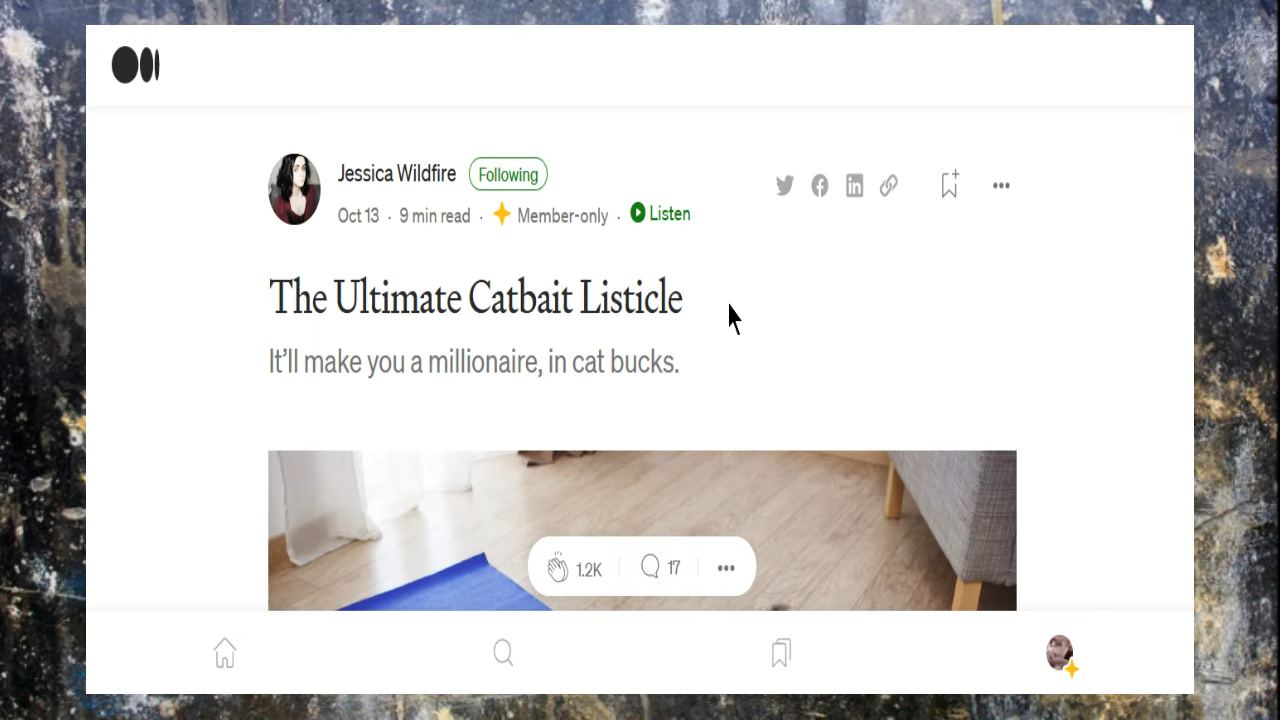 Jessica Wildfire Following
Oct 13 · 9 min read · Member-only · Listen
The Ultimate Catbait Listicle
It’ll make you a millionaire, in cat bucks.
1.2K 17